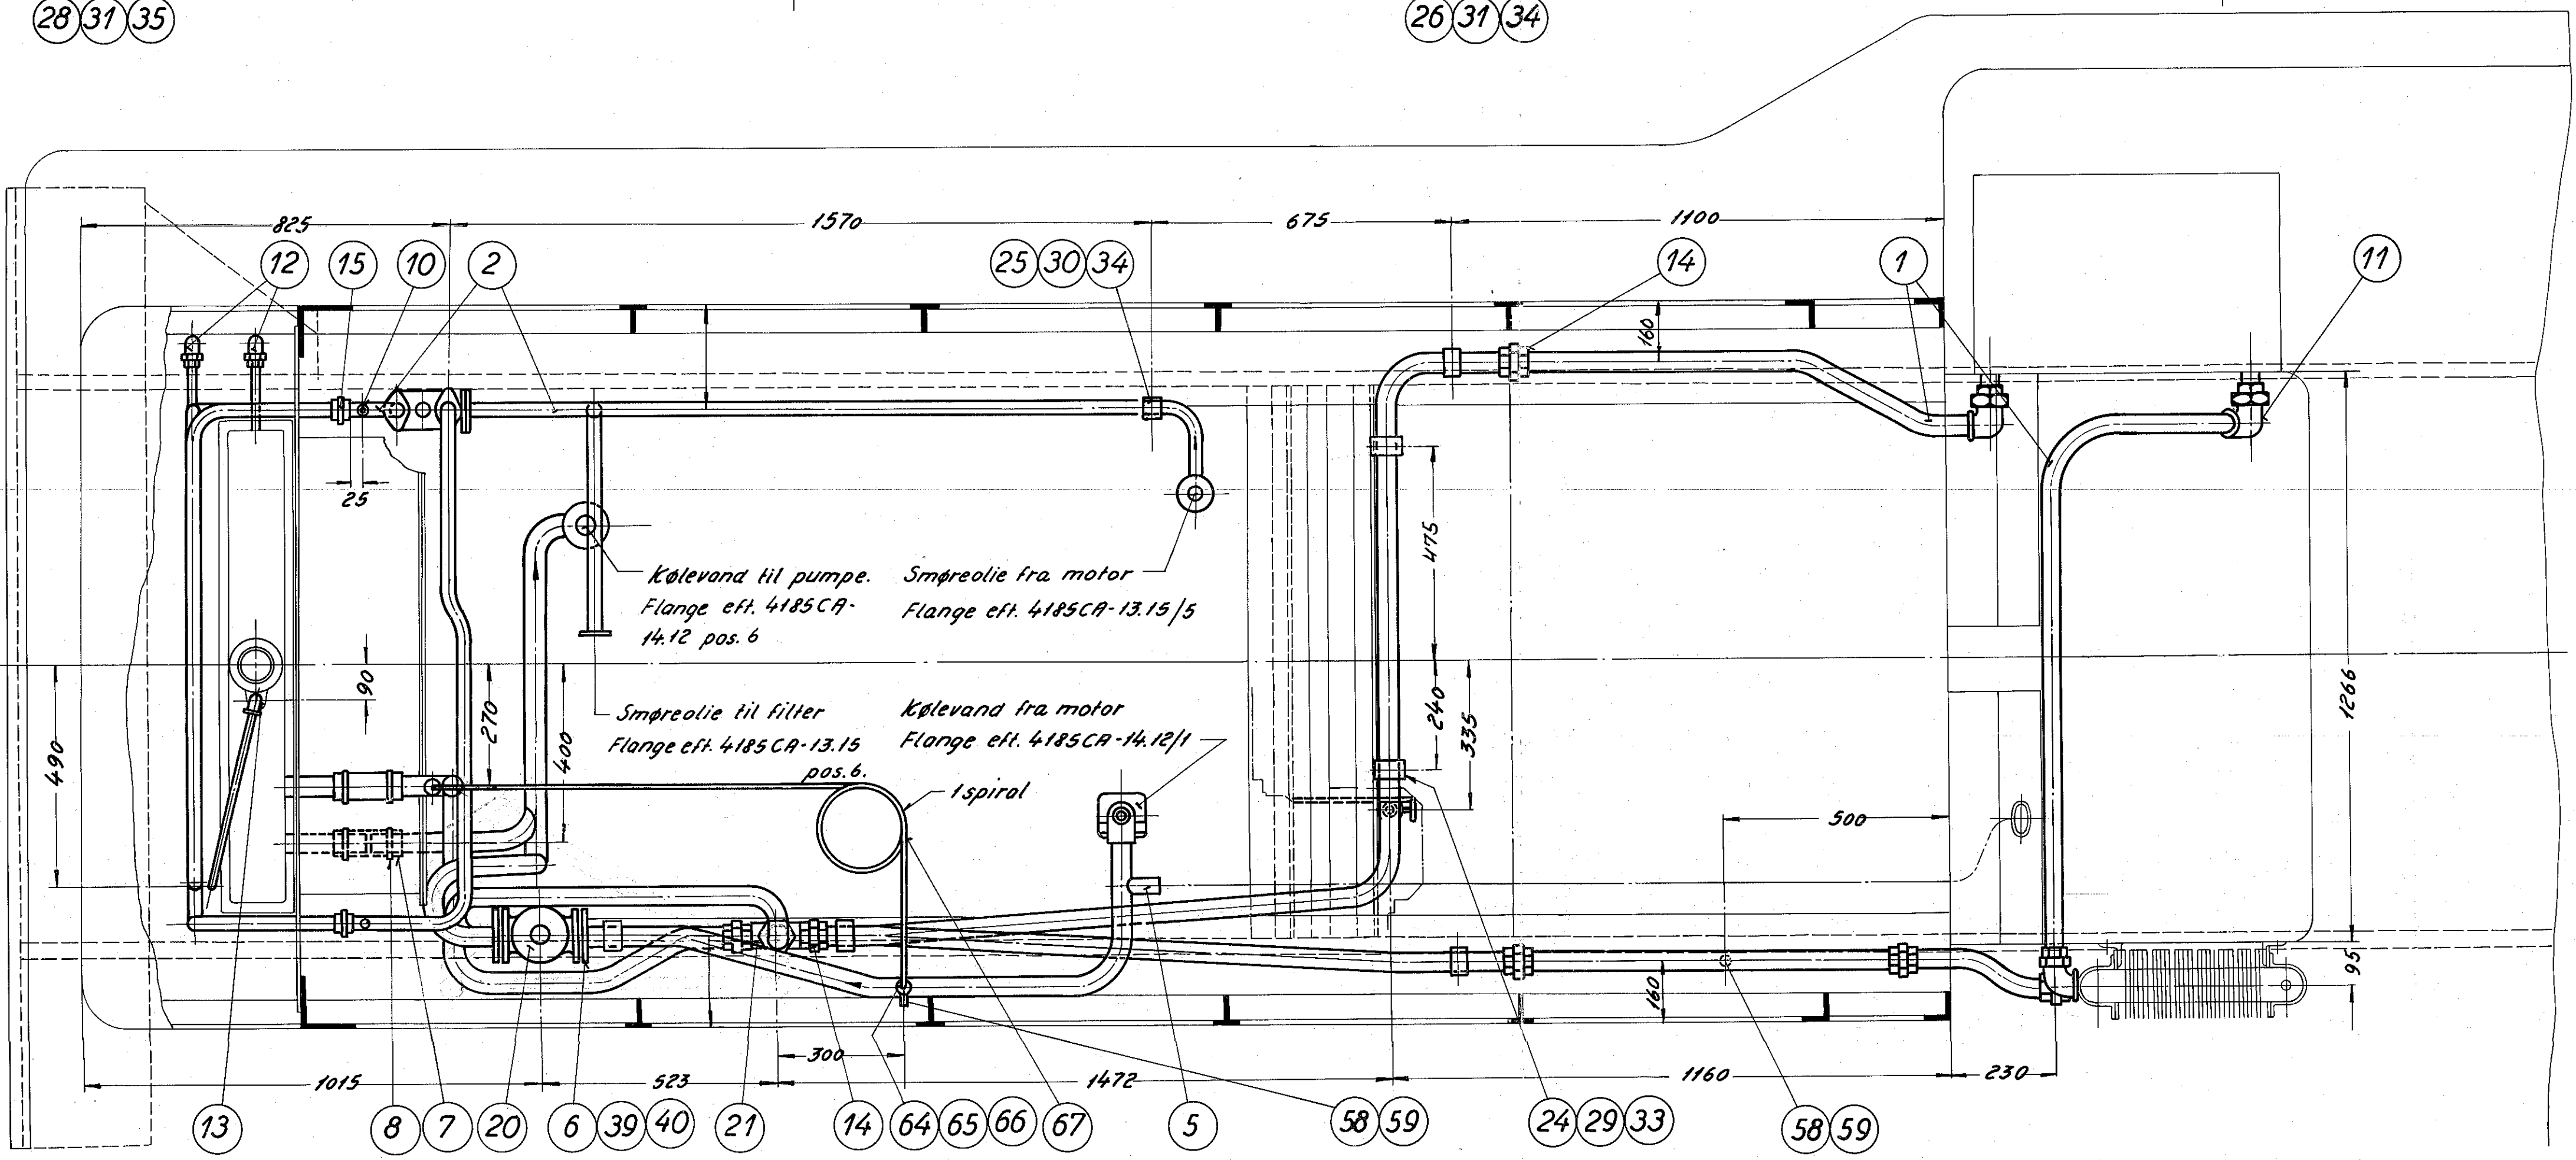 28 31 35
26 31 34
825 1570 675 1100
12 15 10 2 25 30 34 14 1 11
160
25
475
Kølevand til pumpe.
Flange eft. 4185CA-
14.12 pos. 6
Smøreolie fra motor
Flange eft. 4185CA-13.15/5
490
90
270
400
Smøreolie til filter
Flange eft. 4185CA-13.15
pos. 6.
Kølevand fra motor
Flange eft. 4185CA-14.12/1
1 spiral
240
335
1266
500
160
95
300
1015 523 1472 1160 230
13 8 7 20 6 39 40 21 14 64 65 66 67 5 58 59 24 29 33 58 59